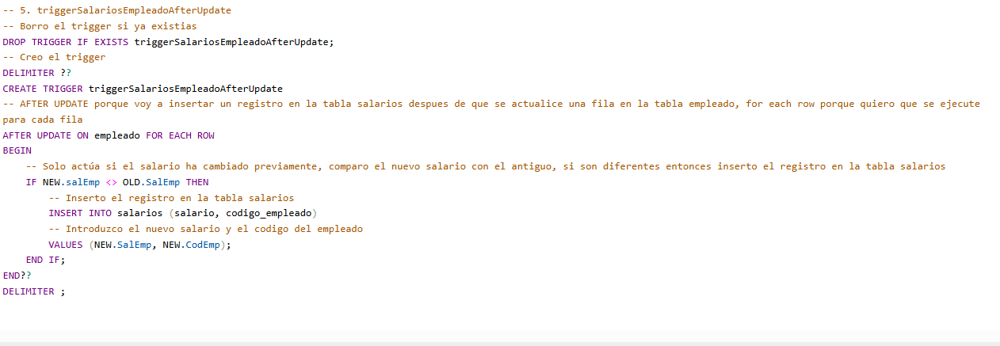 -- 5. triggerSalariosEmpleadoAfterUpdate
-- Borro el trigger si ya existias
DROP TRIGGER IF EXISTS triggerSalariosEmpleadoAfterUpdate;
-- Creo el trigger
DELIMITER ??
CREATE TRIGGER triggerSalariosEmpleadoAfterUpdate
-- AFTER UPDATE porque voy a insertar un registro en la tabla salarios despues de que se actualice una fila en la tabla empleado, for each row porque quiero que se ejecute
para cada fila
AFTER UPDATE ON empleado FOR EACH ROW
BEGIN
    -- Solo actúa si el salario ha cambiado previamente, comparo el nuevo salario con el antiguo, si son diferentes entonces inserto el registro en la tabla salarios
    IF NEW.salEmp <> OLD.SalEmp THEN
        -- Inserto el registro en la tabla salarios
        INSERT INTO salarios (salario, codigo_empleado)
        -- Introduzco el nuevo salario y el codigo del empleado
        VALUES (NEW.SalEmp, NEW.CodEmp);
    END IF;
END??
DELIMITER ;